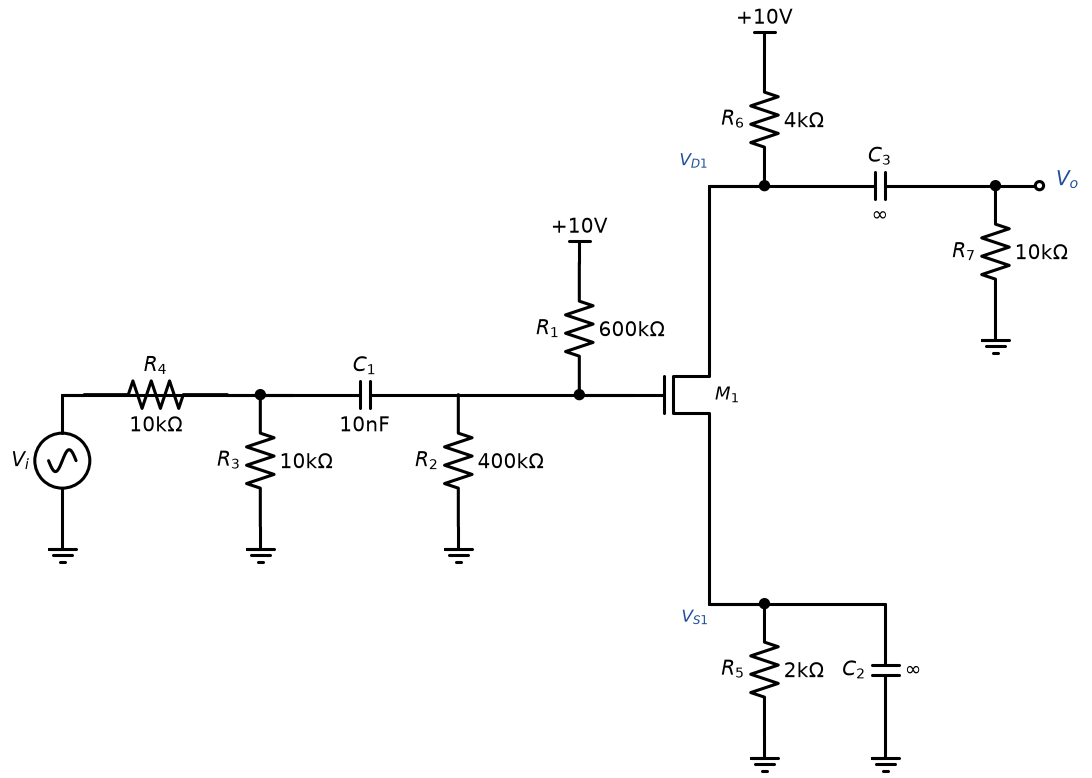 +10V
R6 4kΩ
VD1
C3
∞
Vo
R7 10kΩ
+10V
R1 600kΩ
M1
R4
10kΩ
C1
10nF
Vi
R3 10kΩ
R2 400kΩ
VS1
R5 2kΩ
C2 ∞